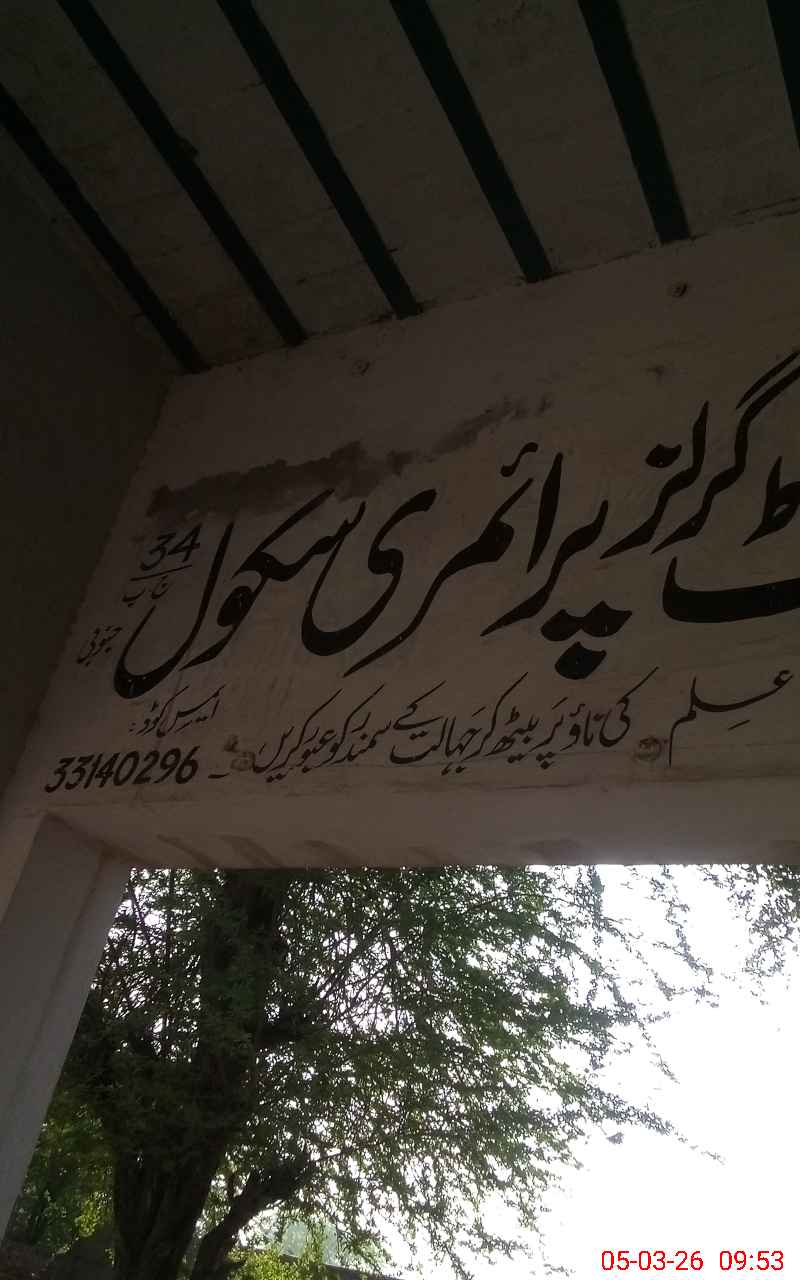 گرلز پرائمری سکول
34
ج ب
جنوبی
علم کی ناؤ پر بیٹھ کر جہالت کے سمندر کو عبور کریں ۔
ایمس کوڈ:
33140296
05-03-26 09:53